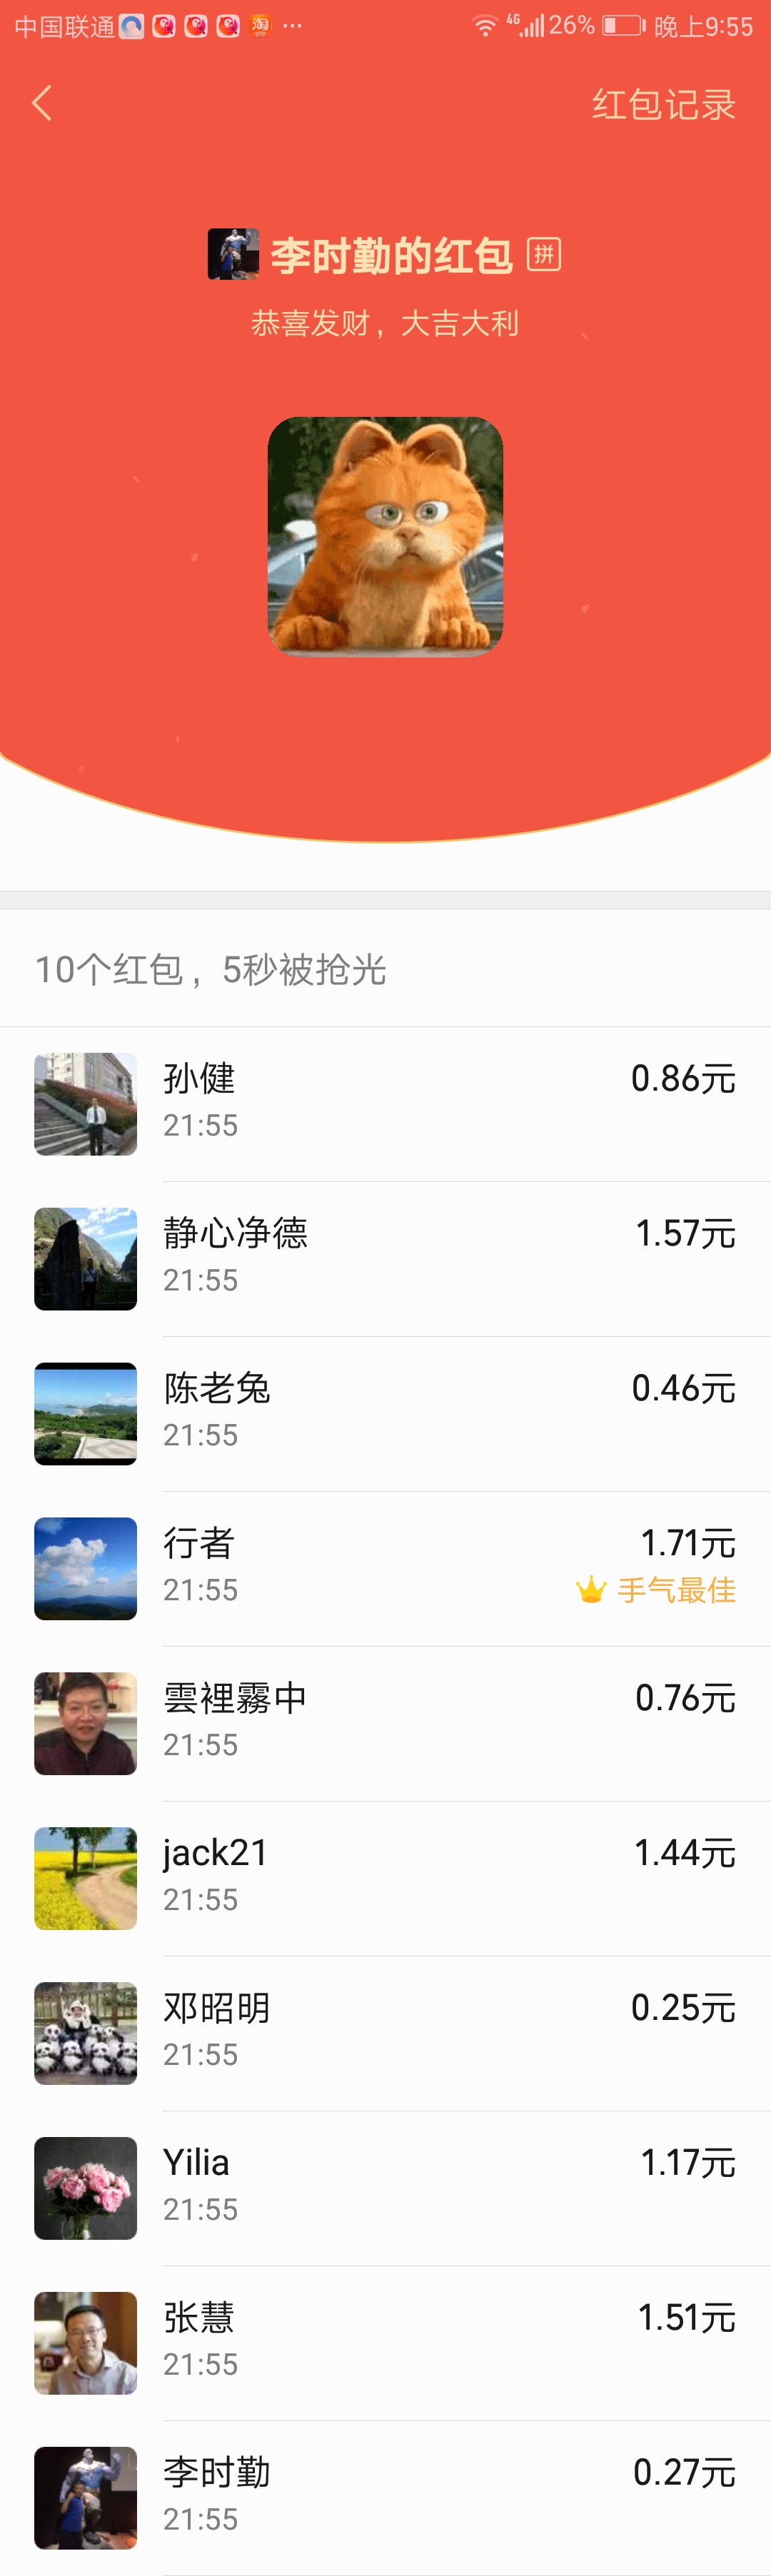 中国联通 淘 ··· 4G 26% 晚上9:55
红包记录
李时勤的红包 拼
恭喜发财，大吉大利
10个红包，5秒被抢光
孙健 0.86元
21:55
静心净德 1.57元
21:55
陈老兔 0.46元
21:55
行者 1.71元
21:55 手气最佳
雲裡霧中 0.76元
21:55
jack21 1.44元
21:55
邓昭明 0.25元
21:55
Yilia 1.17元
21:55
张慧 1.51元
21:55
李时勤 0.27元
21:55